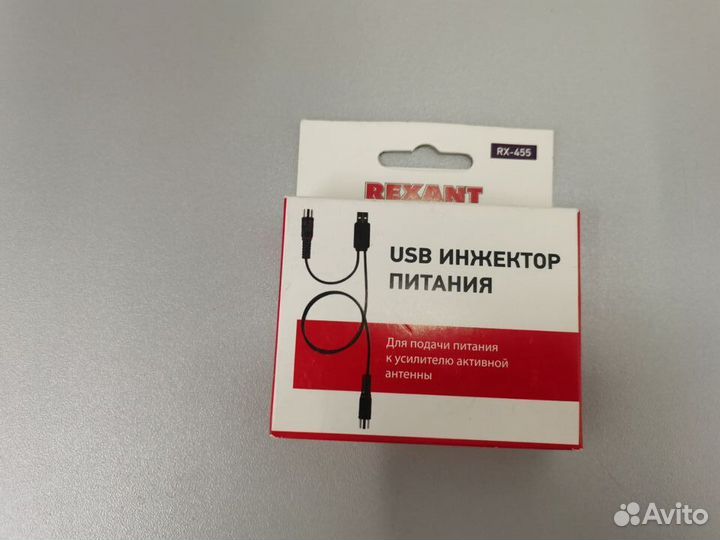 RX-455
REXANT
USB ИНЖЕКТОР
ПИТАНИЯ
Для подачи питания
к усилителю активной
антенны
Avito